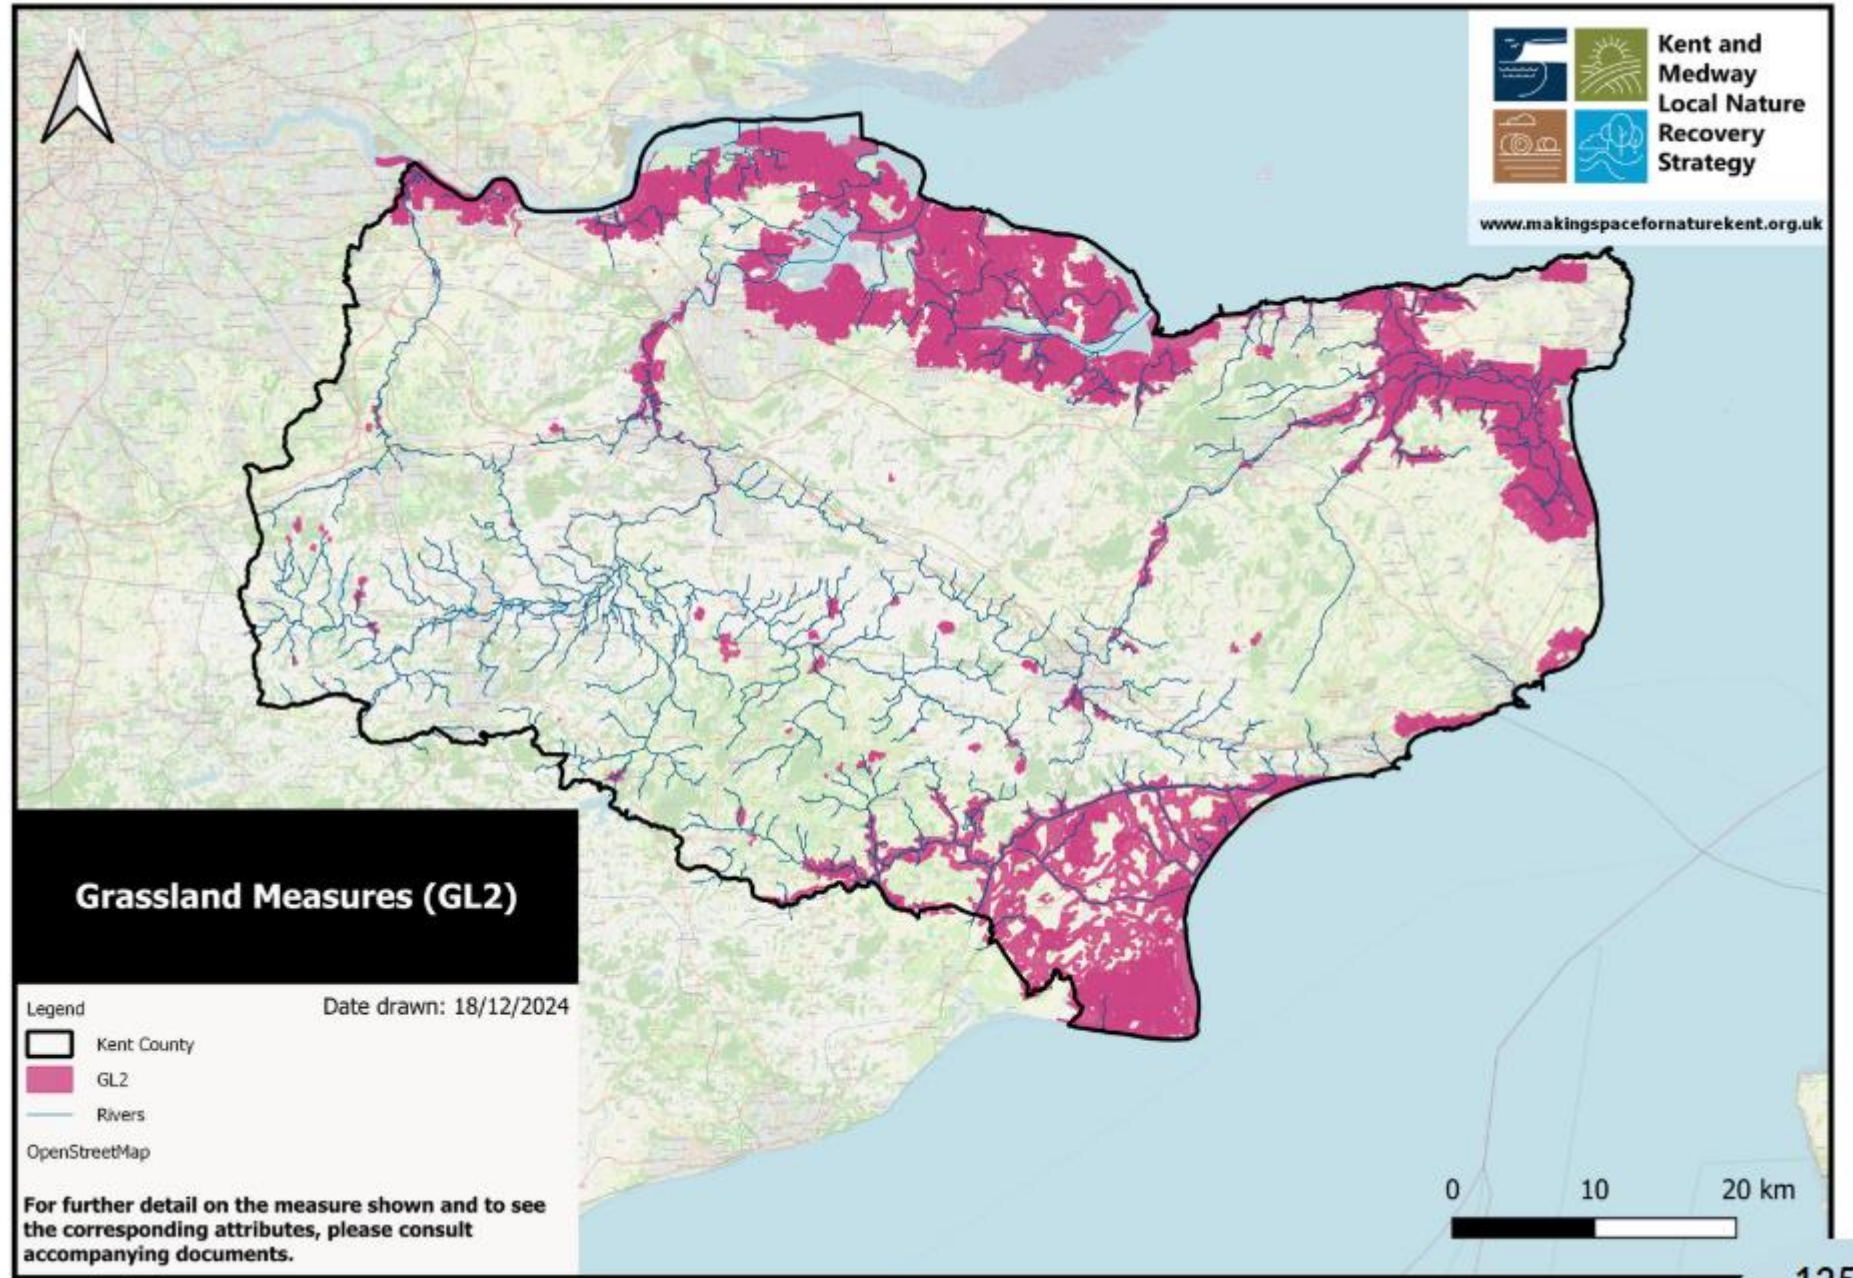 N
Kent and
Medway
Local Nature
Recovery
Strategy
www.makingspacefornaturekent.org.uk
Grassland Measures (GL2)
Legend
Date drawn: 18/12/2024
Kent County
GL2
Rivers
OpenStreetMap
For further detail on the measure shown and to see
the corresponding attributes, please consult
accompanying documents.
0 10 20 km